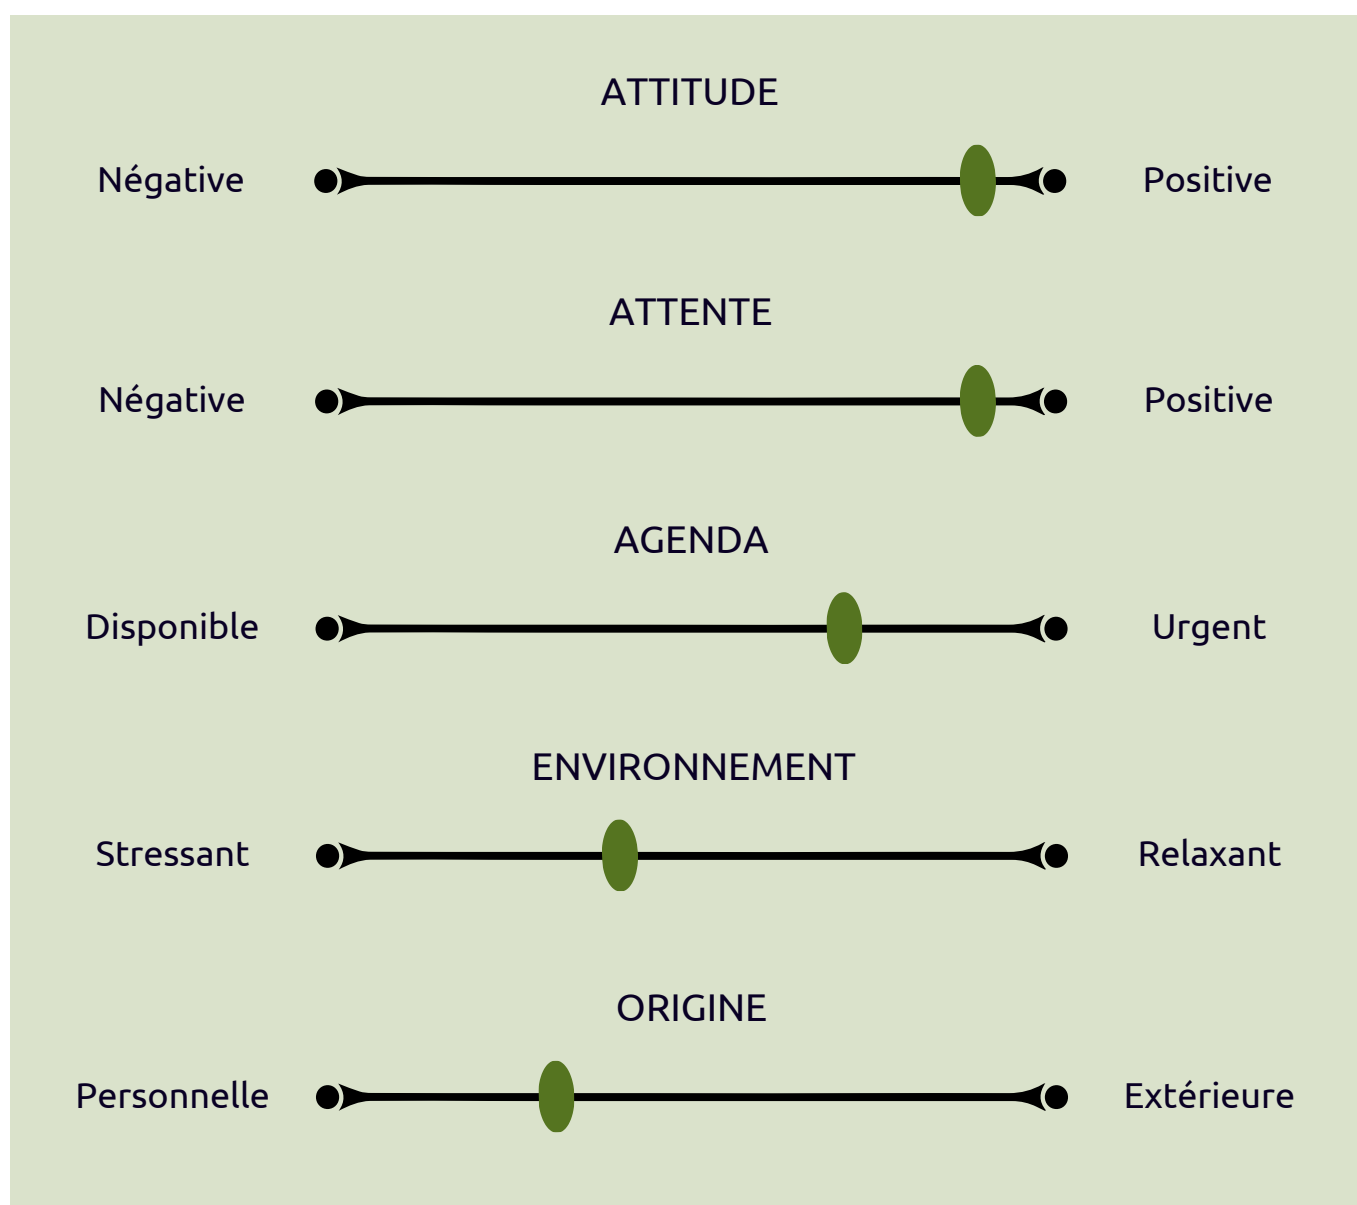 ATTITUDE
Négative Positive
ATTENTE
Négative Positive
AGENDA
Disponible Urgent
ENVIRONNEMENT
Stressant Relaxant
ORIGINE
Personnelle Extérieure